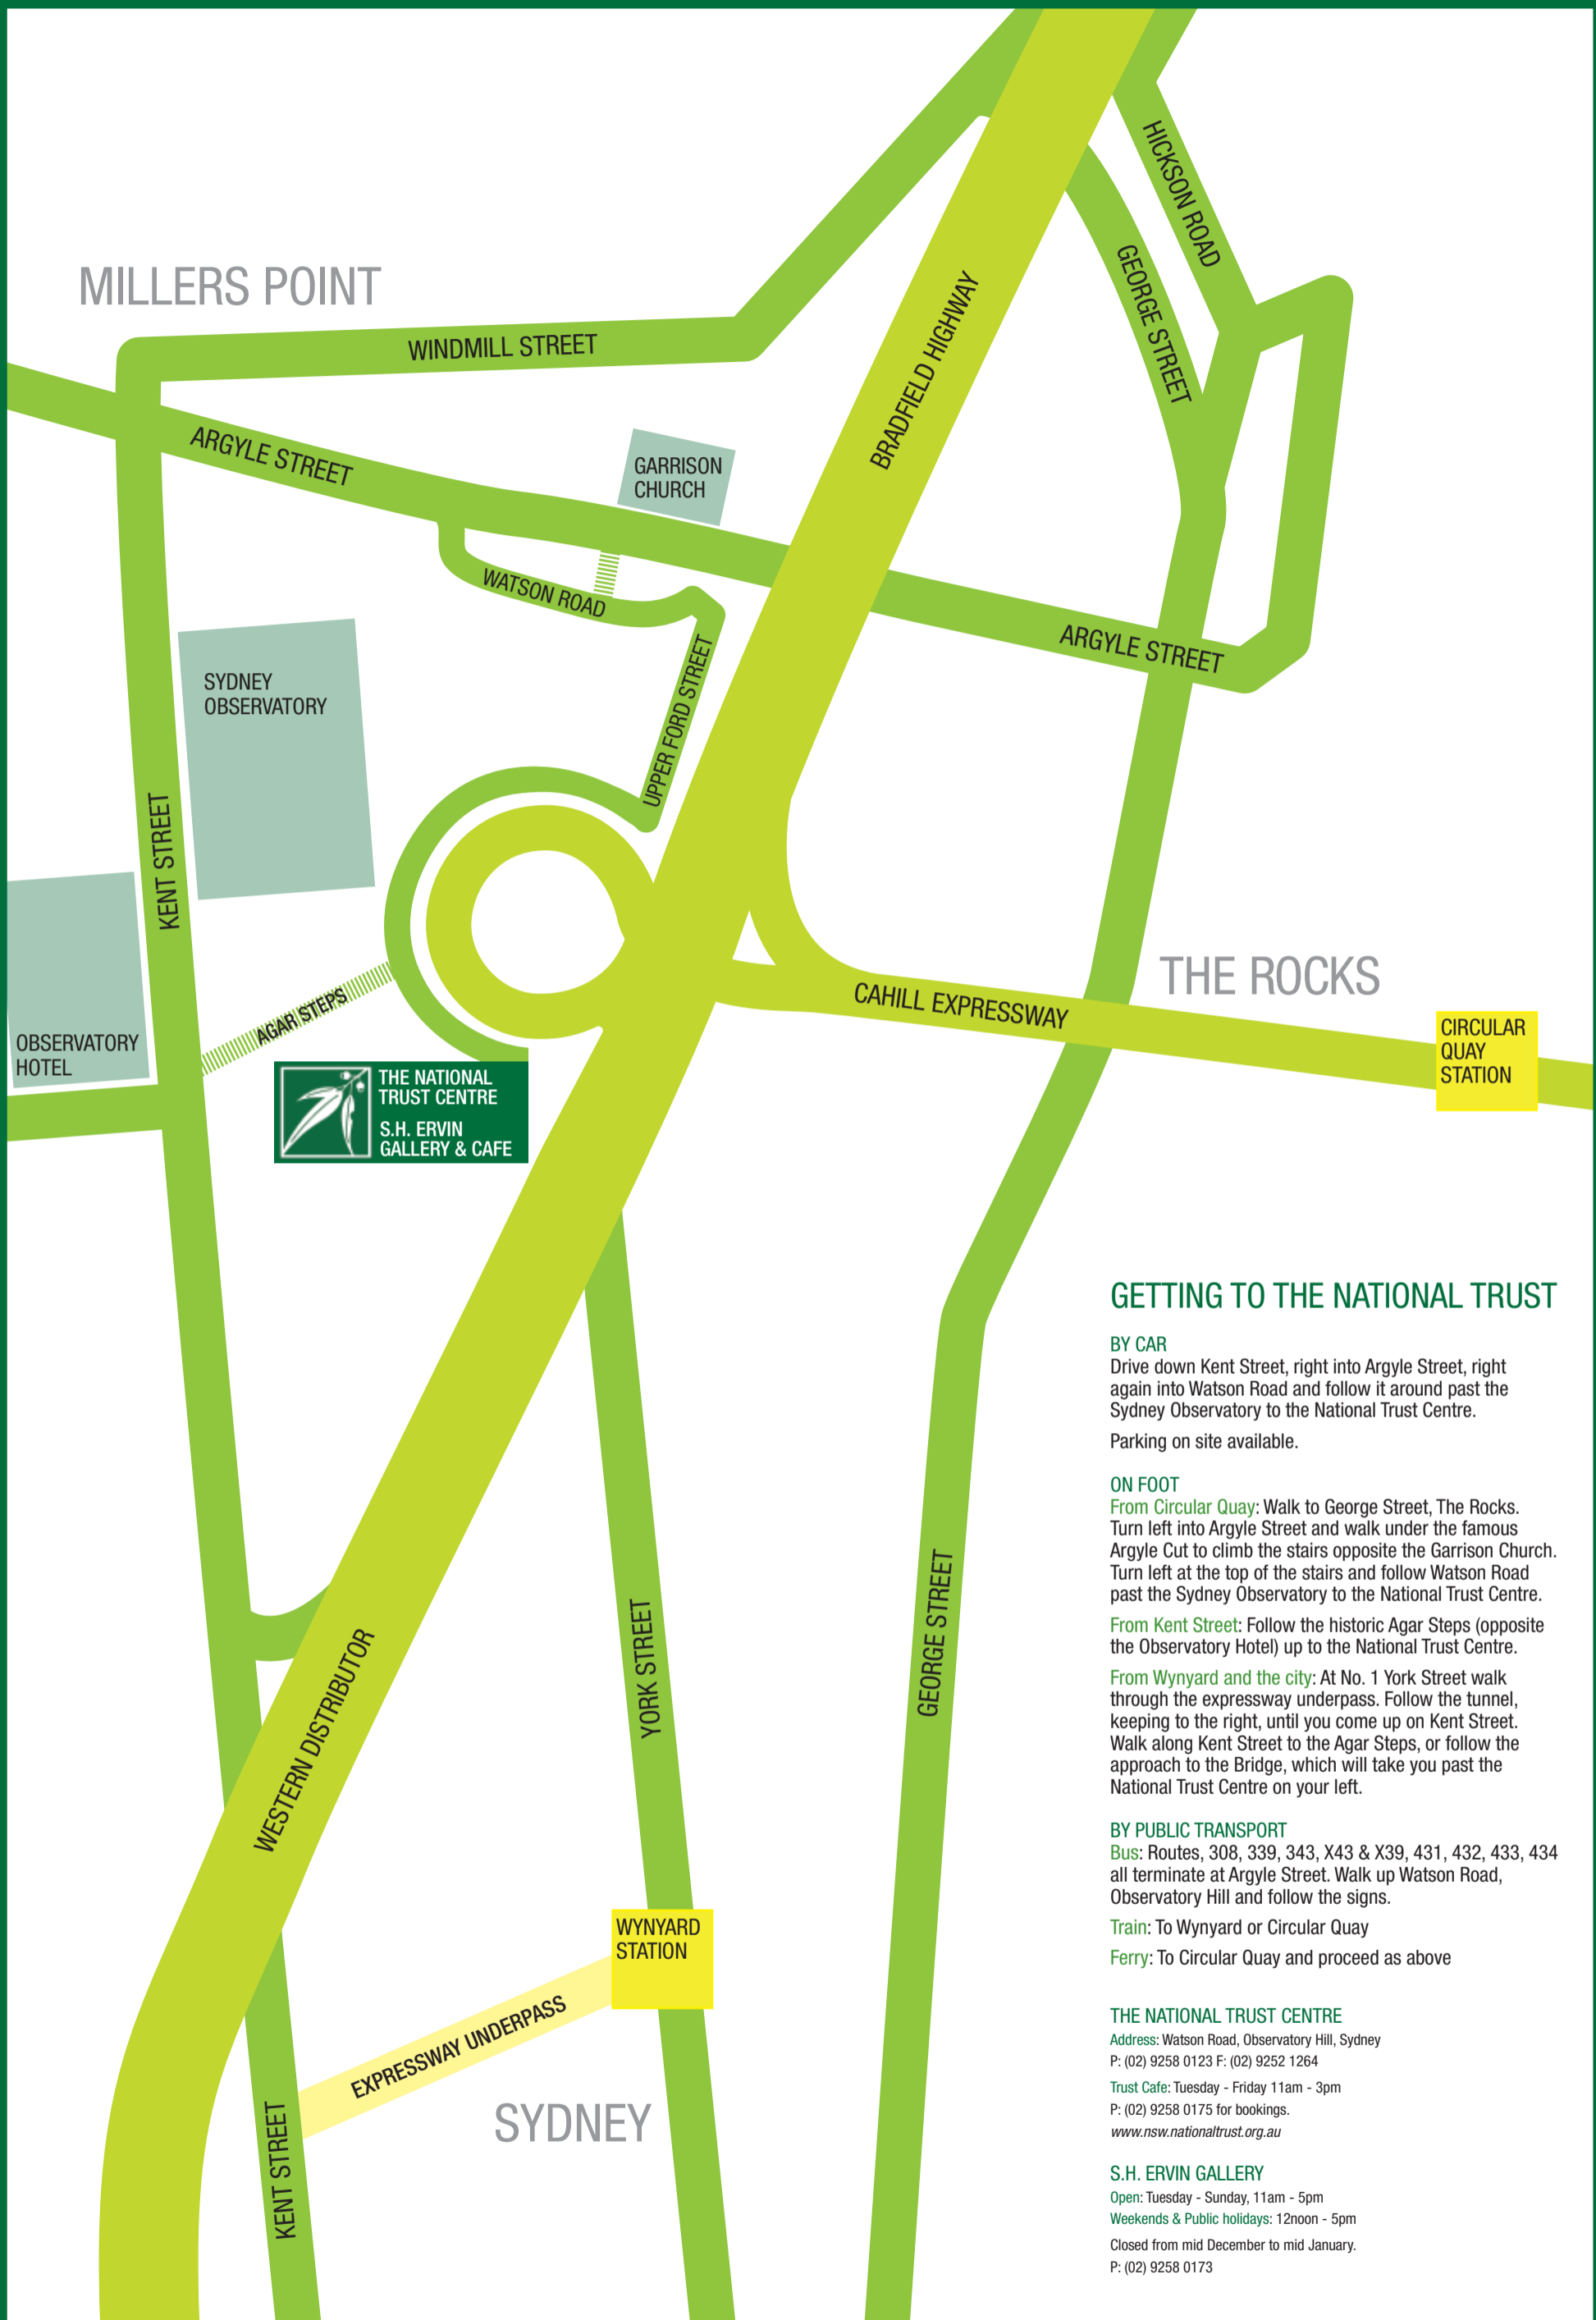 HICKSON ROAD
GEORGE STREET
MILLERS POINT
BRADFIELD HIGHWAY
WINDMILL STREET
ARGYLE STREET
GARRISON
CHURCH
WATSON ROAD
ARGYLE STREET
UPPER FORD STREET
SYDNEY
OBSERVATORY
KENT STREET
THE ROCKS
AGAR STEPS
CAHILL EXPRESSWAY
CIRCULAR
QUAY
STATION
OBSERVATORY
HOTEL
THE NATIONAL
TRUST CENTRE
S.H. ERVIN
GALLERY & CAFE
WESTERN DISTRIBUTOR
YORK STREET
GEORGE STREET
WYNYARD
STATION
EXPRESSWAY UNDERPASS
SYDNEY
KENT STREET
GETTING TO THE NATIONAL TRUST
BY CAR
Drive down Kent Street, right into Argyle Street, right
again into Watson Road and follow it around past the
Sydney Observatory to the National Trust Centre.
Parking on site available.
ON FOOT
From Circular Quay: Walk to George Street, The Rocks.
Turn left into Argyle Street and walk under the famous
Argyle Cut to climb the stairs opposite the Garrison Church.
Turn left at the top of the stairs and follow Watson Road
past the Sydney Observatory to the National Trust Centre.
From Kent Street: Follow the historic Agar Steps (opposite
the Observatory Hotel) up to the National Trust Centre.
From Wynyard and the city: At No. 1 York Street walk
through the expressway underpass. Follow the tunnel,
keeping to the right, until you come up on Kent Street.
Walk along Kent Street to the Agar Steps, or follow the
approach to the Bridge, which will take you past the
National Trust Centre on your left.
BY PUBLIC TRANSPORT
Bus: Routes, 308, 339, 343, X43 & X39, 431, 432, 433, 434
all terminate at Argyle Street. Walk up Watson Road,
Observatory Hill and follow the signs.
Train: To Wynyard or Circular Quay
Ferry: To Circular Quay and proceed as above
THE NATIONAL TRUST CENTRE
Address: Watson Road, Observatory Hill, Sydney
P: (02) 9258 0123 F: (02) 9252 1264
Trust Cafe: Tuesday - Friday 11am - 3pm
P: (02) 9258 0175 for bookings.
www.nsw.nationaltrust.org.au
S.H. ERVIN GALLERY
Open: Tuesday - Sunday, 11am - 5pm
Weekends & Public holidays: 12noon - 5pm
Closed from mid December to mid January.
P: (02) 9258 0173